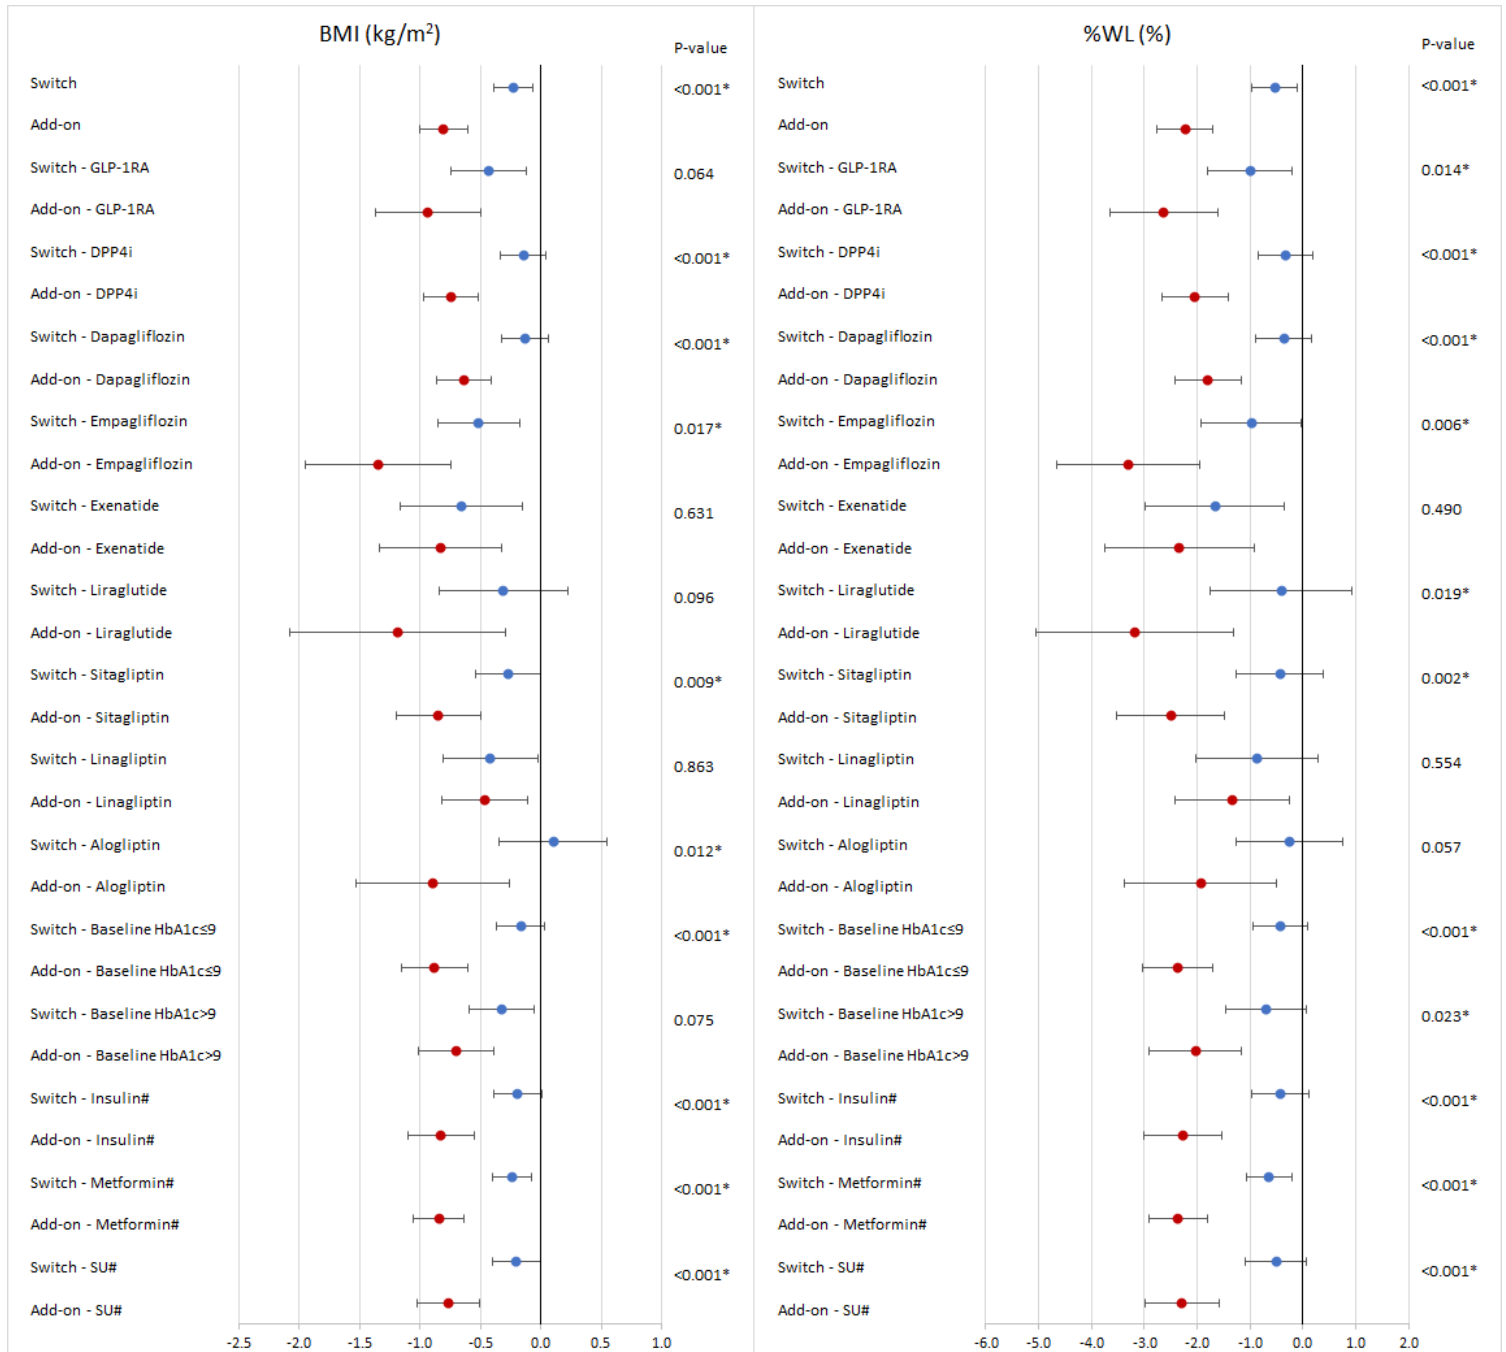 BMI (kg/m²)
P-value
Switch
<0.001*
Add-on
Switch - GLP-1RA
0.064
Add-on - GLP-1RA
Switch - DPP4i
<0.001*
Add-on - DPP4i
Switch - Dapagliflozin
<0.001*
Add-on - Dapagliflozin
Switch - Empagliflozin
0.017*
Add-on - Empagliflozin
Switch - Exenatide
0.631
Add-on - Exenatide
Switch - Liraglutide
0.096
Add-on - Liraglutide
Switch - Sitagliptin
0.009*
Add-on - Sitagliptin
Switch - Linagliptin
0.863
Add-on - Linagliptin
Switch - Alogliptin
0.012*
Add-on - Alogliptin
Switch - Baseline HbA1c≤9
<0.001*
Add-on - Baseline HbA1c≤9
Switch - Baseline HbA1c>9
0.075
Add-on - Baseline HbA1c>9
Switch - Insulin#
<0.001*
Add-on - Insulin#
Switch - Metformin#
<0.001*
Add-on - Metformin#
Switch - SU#
<0.001*
Add-on - SU#
-2.5 -2.0 -1.5 -1.0 -0.5 0.0 0.5 1.0
%WL (%)
P-value
Switch
<0.001*
Add-on
Switch - GLP-1RA
0.014*
Add-on - GLP-1RA
Switch - DPP4i
<0.001*
Add-on - DPP4i
Switch - Dapagliflozin
<0.001*
Add-on - Dapagliflozin
Switch - Empagliflozin
0.006*
Add-on - Empagliflozin
Switch - Exenatide
0.490
Add-on - Exenatide
Switch - Liraglutide
0.019*
Add-on - Liraglutide
Switch - Sitagliptin
0.002*
Add-on - Sitagliptin
Switch - Linagliptin
0.554
Add-on - Linagliptin
Switch - Alogliptin
0.057
Add-on - Alogliptin
Switch - Baseline HbA1c≤9
<0.001*
Add-on - Baseline HbA1c≤9
Switch - Baseline HbA1c>9
0.023*
Add-on - Baseline HbA1c>9
Switch - Insulin#
<0.001*
Add-on - Insulin#
Switch - Metformin#
<0.001*
Add-on - Metformin#
Switch - SU#
<0.001*
Add-on - SU#
-6.0 -5.0 -4.0 -3.0 -2.0 -1.0 0.0 1.0 2.0